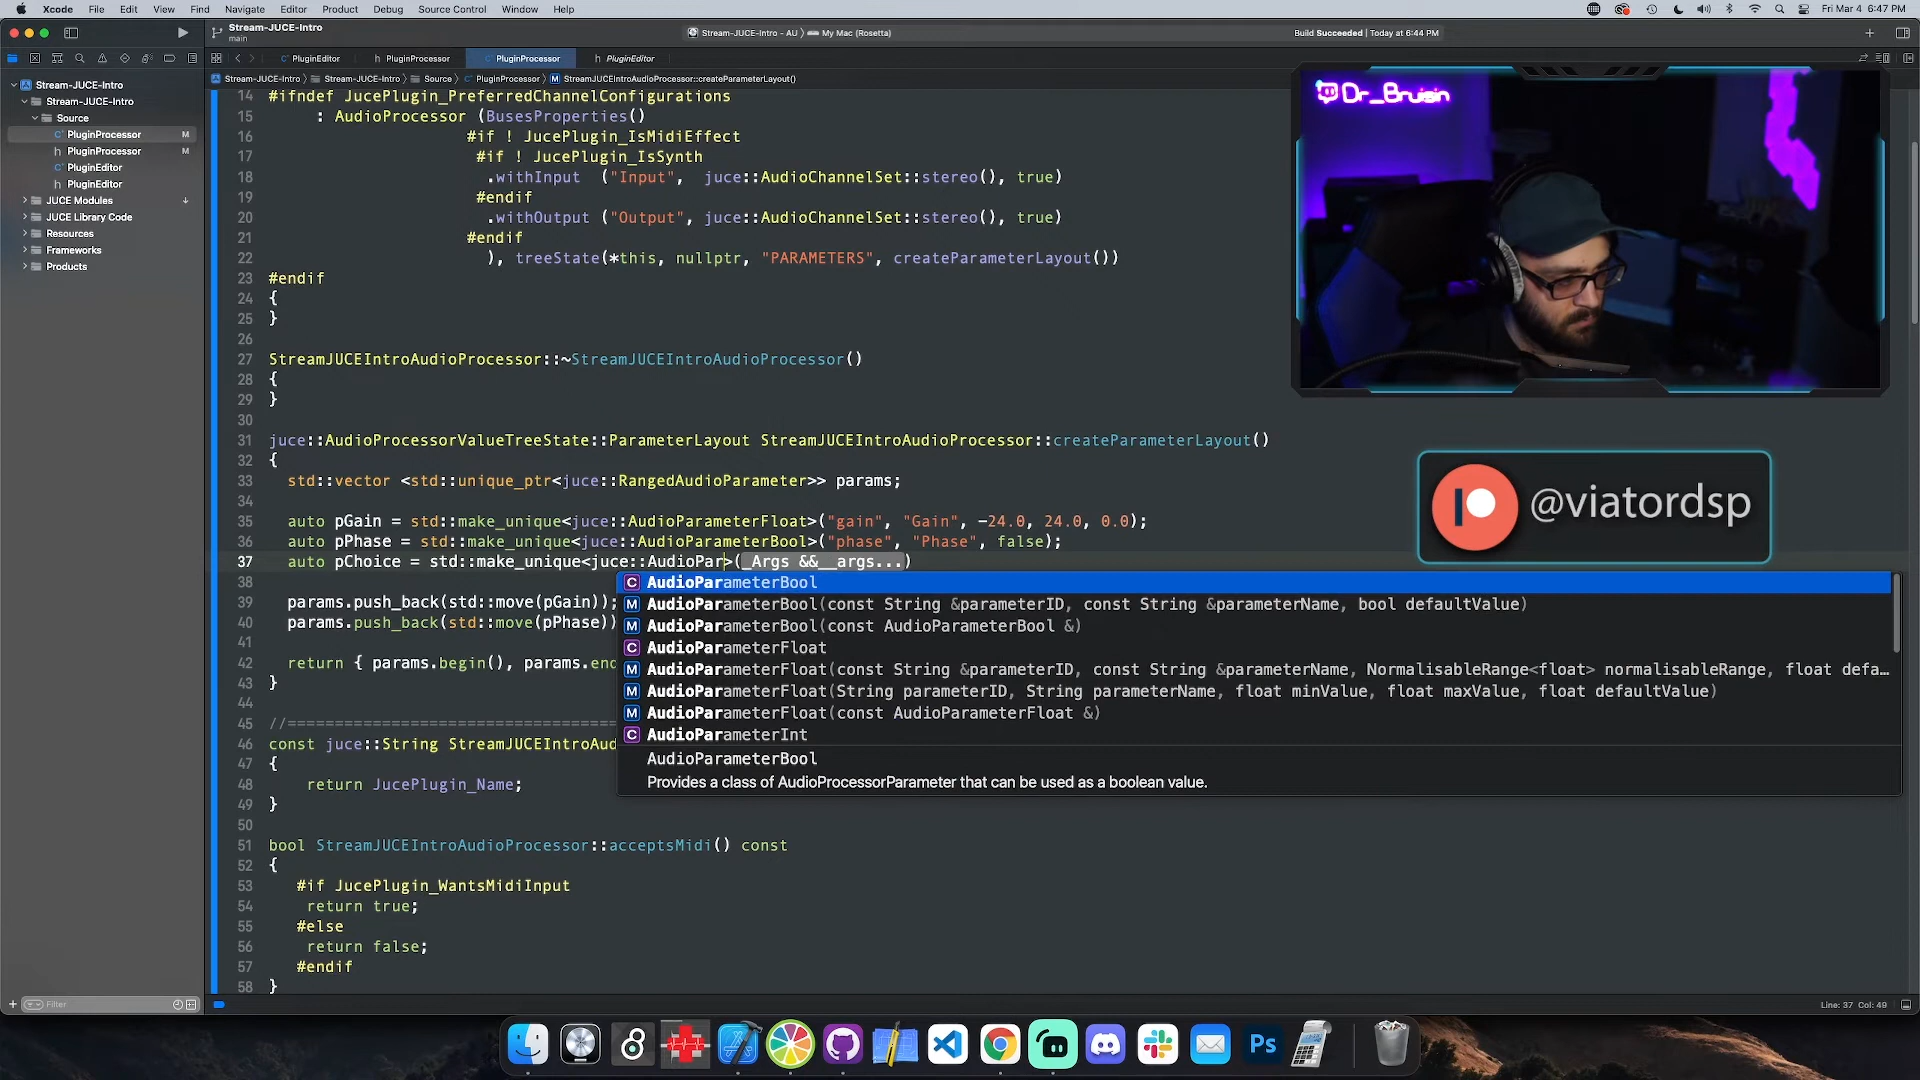 Xcode File Edit View Find Navigate Editor Product Debug Source Control Window Help
Fri Mar 4 6:47 PM
Stream-JUCE-Intro
main
Stream-JUCE-Intro - AU 〉 My Mac (Rosetta)
Build Succeeded | Today at 6:44 PM
PluginEditor PluginProcessor PluginProcessor PluginEditor
Stream-JUCE-Intro 〉 Stream-JUCE-Intro 〉 Source 〉 PluginProcessor 〉 M StreamJUCEIntroAudioProcessor::createParameterLayout()
Stream-JUCE-Intro
Stream-JUCE-Intro
Source
PluginProcessor M
PluginProcessor M
PluginEditor
PluginEditor
JUCE Modules
JUCE Library Code
Resources
Frameworks
Products
14 #ifndef JucePlugin_PreferredChannelConfigurations
15 : AudioProcessor (BusesProperties()
16 #if ! JucePlugin_IsMidiEffect
17 #if ! JucePlugin_IsSynth
18 .withInput ("Input", juce::AudioChannelSet::stereo(), true)
19 #endif
20 .withOutput ("Output", juce::AudioChannelSet::stereo(), true)
21 #endif
22 ), treeState(*this, nullptr, "PARAMETERS", createParameterLayout())
23 #endif
24 {
25 }
26
27 StreamJUCEIntroAudioProcessor::~StreamJUCEIntroAudioProcessor()
28 {
29 }
30
31 juce::AudioProcessorValueTreeState::ParameterLayout StreamJUCEIntroAudioProcessor::createParameterLayout()
32 {
33 std::vector <std::unique_ptr<juce::RangedAudioParameter>> params;
34
35 auto pGain = std::make_unique<juce::AudioParameterFloat>("gain", "Gain", -24.0, 24.0, 0.0);
36 auto pPhase = std::make_unique<juce::AudioParameterBool>("phase", "Phase", false);
37 auto pChoice = std::make_unique<juce::AudioPar>(_Args &&__args...)
38
39 params.push_back(std::move(pGain));
40 params.push_back(std::move(pPhase))
41
42 return { params.begin(), params.end
43 }
44
45 //===================================
46 const juce::String StreamJUCEIntroAud
47 {
48 return JucePlugin_Name;
49 }
50
51 bool StreamJUCEIntroAudioProcessor::acceptsMidi() const
52 {
53 #if JucePlugin_WantsMidiInput
54 return true;
55 #else
56 return false;
57 #endif
58 }
C AudioParameterBool
M AudioParameterBool(const String &parameterID, const String &parameterName, bool defaultValue)
M AudioParameterBool(const AudioParameterBool &)
C AudioParameterFloat
M AudioParameterFloat(const String &parameterID, const String &parameterName, NormalisableRange<float> normalisableRange, float defa...
M AudioParameterFloat(String parameterID, String parameterName, float minValue, float maxValue, float defaultValue)
M AudioParameterFloat(const AudioParameterFloat &)
C AudioParameterInt
AudioParameterBool
Provides a class of AudioProcessorParameter that can be used as a boolean value.
Dr_Bruisin
@viatordsp
Filter
Line: 37 Col: 49
Ps